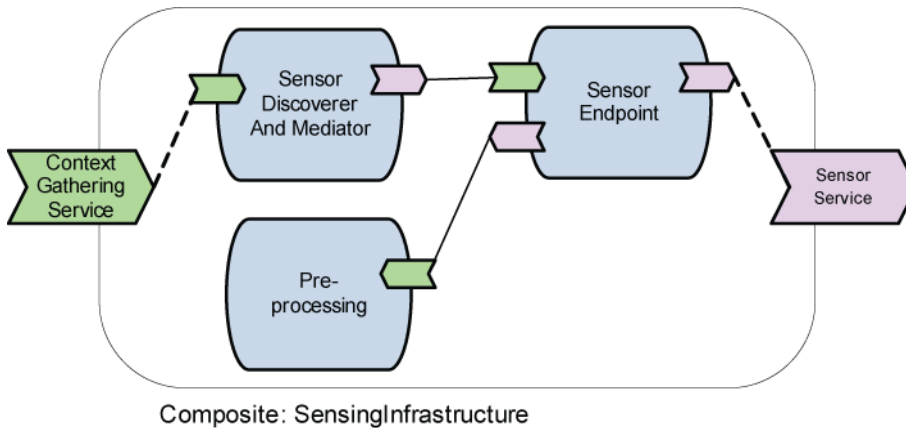 Sensor
Discoverer
And Mediator
Sensor
Endpoint
Context
Gathering
Service
Sensor
Service
Pre-
processing
Composite: SensingInfrastructure